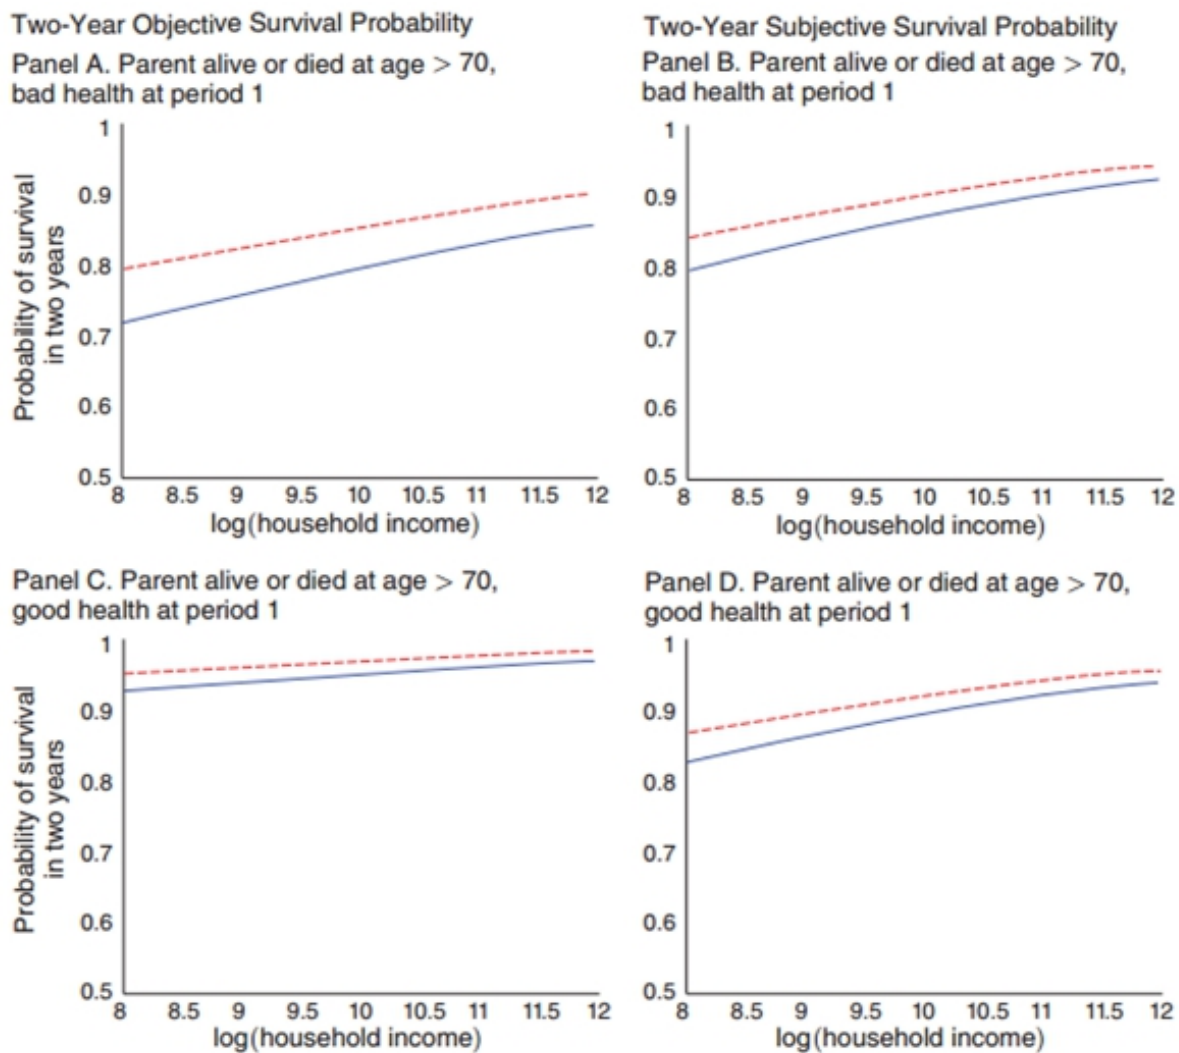 Two-Year Objective Survival Probability
Panel A. Parent alive or died at age > 70,
bad health at period 1
Probability of survival
in two years
1
0.9
0.8
0.7
0.6
0.5
8 8.5 9 9.5 10 10.5 11 11.5 12
log(household income)
Two-Year Subjective Survival Probability
Panel B. Parent alive or died at age > 70,
bad health at period 1
1
0.9
0.8
0.7
0.6
0.5
8 8.5 9 9.5 10 10.5 11 11.5 12
log(household income)
Panel C. Parent alive or died at age > 70,
good health at period 1
Probability of survival
in two years
1
0.9
0.8
0.7
0.6
0.5
8 8.5 9 9.5 10 10.5 11 11.5 12
log(household income)
Panel D. Parent alive or died at age > 70,
good health at period 1
1
0.9
0.8
0.7
0.6
0.5
8 8.5 9 9.5 10 10.5 11 11.5 12
log(household income)